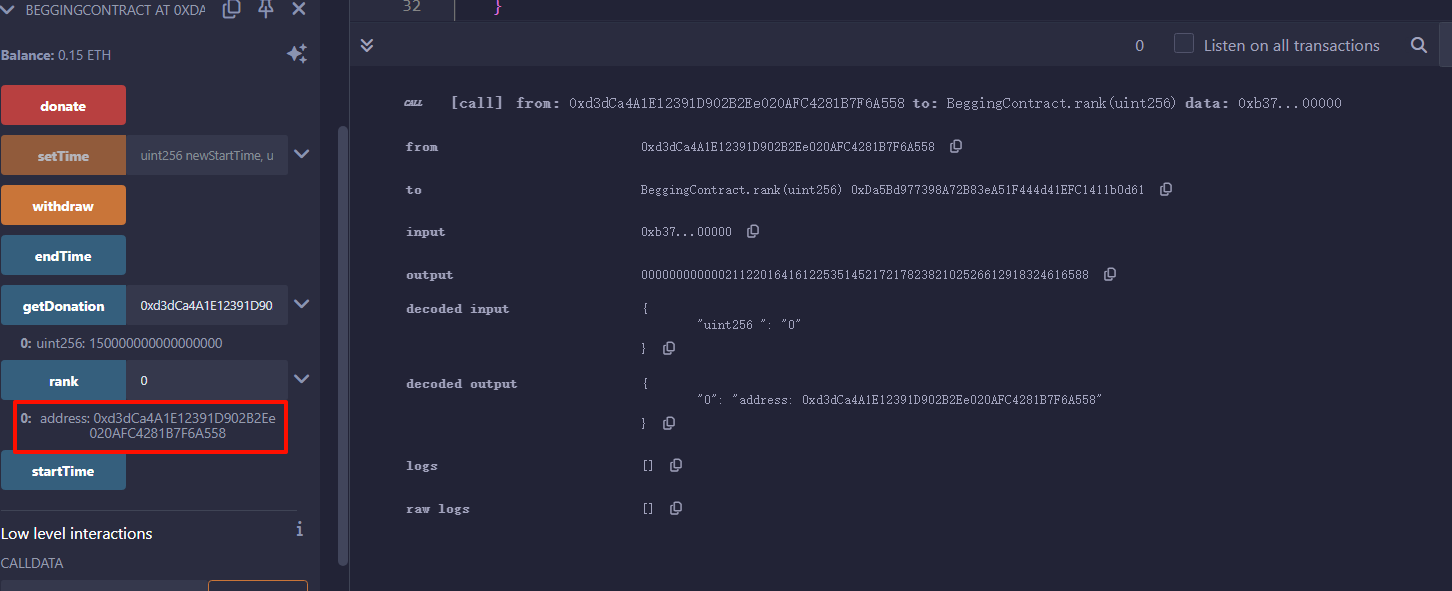 BEGGINGCONTRACT AT 0XDA
Balance: 0.15 ETH
donate
setTime
uint256 newStartTime, u
withdraw
endTime
getDonation
0xd3dCa4A1E12391D90
0: uint256: 150000000000000000
rank
0
0: address: 0xd3dCa4A1E12391D902B2Ee
020AFC4281B7F6A558
startTime
Low level interactions
i
CALLDATA
32
}
0
Listen on all transactions
CALL
[call] from: 0xd3dCa4A1E12391D902B2Ee020AFC4281B7F6A558 to: BeggingContract.rank(uint256) data: 0xb37...00000
from
0xd3dCa4A1E12391D902B2Ee020AFC4281B7F6A558
to
BeggingContract.rank(uint256) 0xDa5Bd977398A72B83eA51F444d41EFC1411b0d61
input
0xb37...00000
output
0000000000002112201641612253514521721782382102526612918324616588
decoded input
{
"uint256 ": "0"
}
decoded output
{
"0": "address: 0xd3dCa4A1E12391D902B2Ee020AFC4281B7F6A558"
}
logs
[]
raw logs
[]